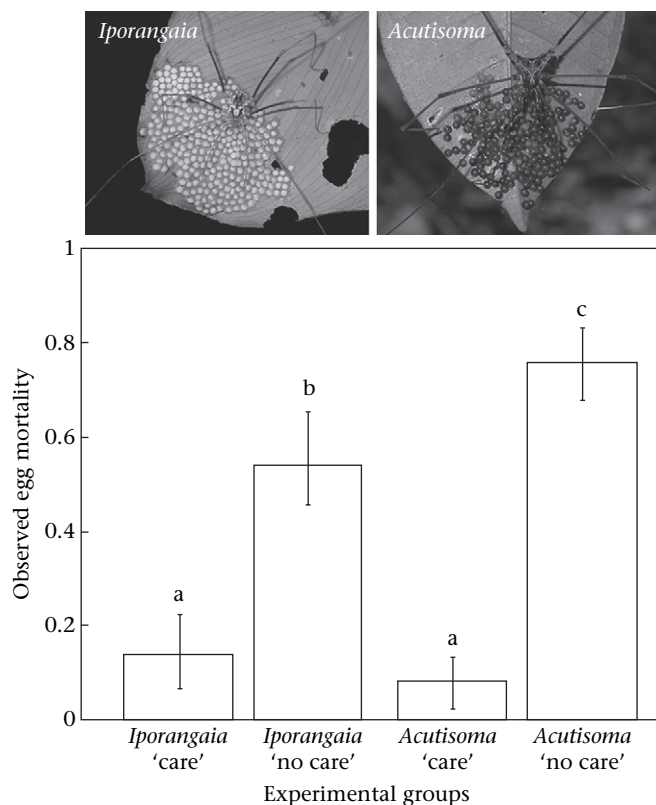 Iporangaia
Acutisoma
Observed egg mortality
1
0.8
0.6
0.4
0.2
0
a
b
a
c
Iporangaia
'care'
Iporangaia
'no care'
Acutisoma
'care'
Acutisoma
'no care'
Experimental groups